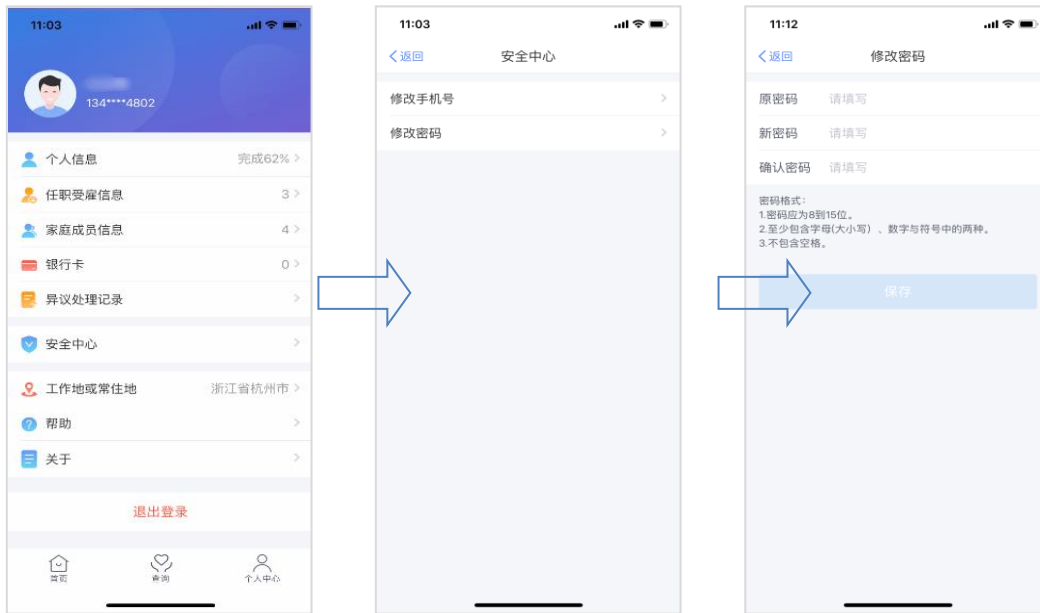 11:03
134****4802
个人信息 完成62%
任职受雇信息 3
家庭成员信息 4
银行卡 0
异议处理记录
安全中心
工作地或常住地 浙江省杭州市
帮助
关于
退出登录
首页 查询 个人中心
11:03
返回 安全中心
修改手机号
修改密码
11:12
返回 修改密码
原密码 请填写
新密码 请填写
确认密码 请填写
密码格式：
1.密码应为8到15位。
2.至少包含字母(大小写）、数字与符号中的两种。
3.不包含空格。
保存